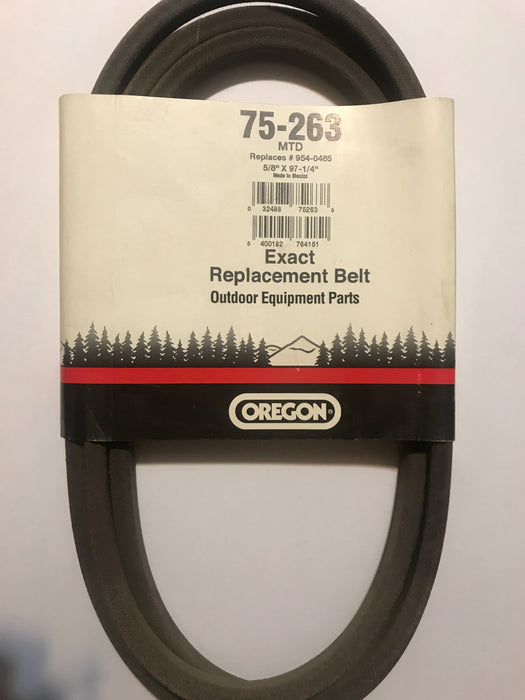 75-263
MTD
Replaces # 954-0485
5/8" X 97-1/4"
Made in Mexico
0 32488 75263 6
5 400182 784151
Exact
Replacement Belt
Outdoor Equipment Parts
OREGON®